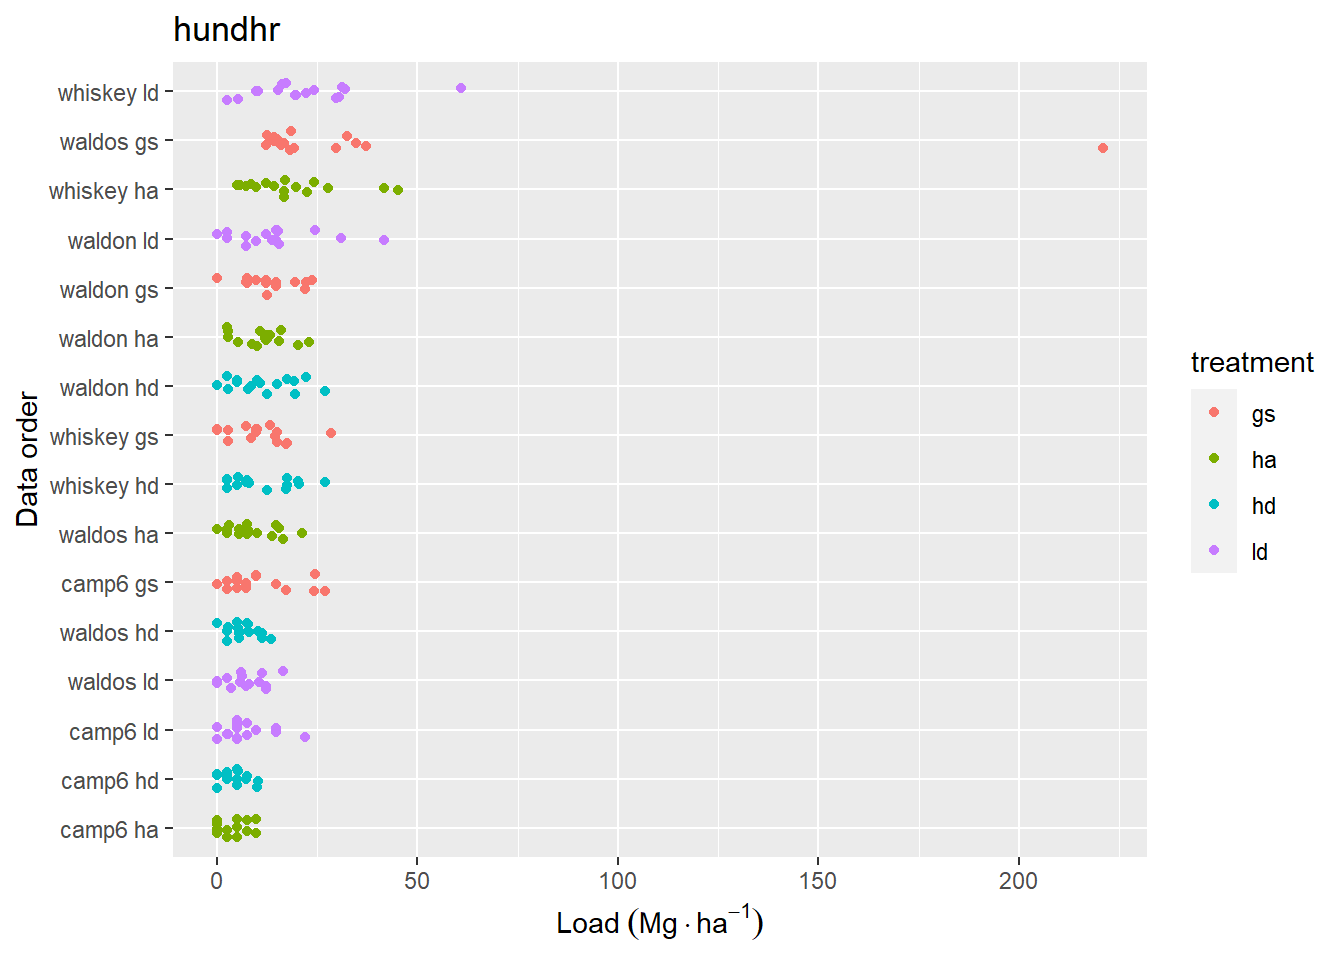 hundhr
whiskey ld
waldos gs
whiskey ha
waldon ld
waldon gs
waldon ha
waldon hd
whiskey gs
whiskey hd
waldos ha
camp6 gs
waldos hd
waldos ld
camp6 ld
camp6 hd
camp6 ha
Data order
0 50 100 150 200
Load (Mg · ha⁻¹)
treatment
gs
ha
hd
ld